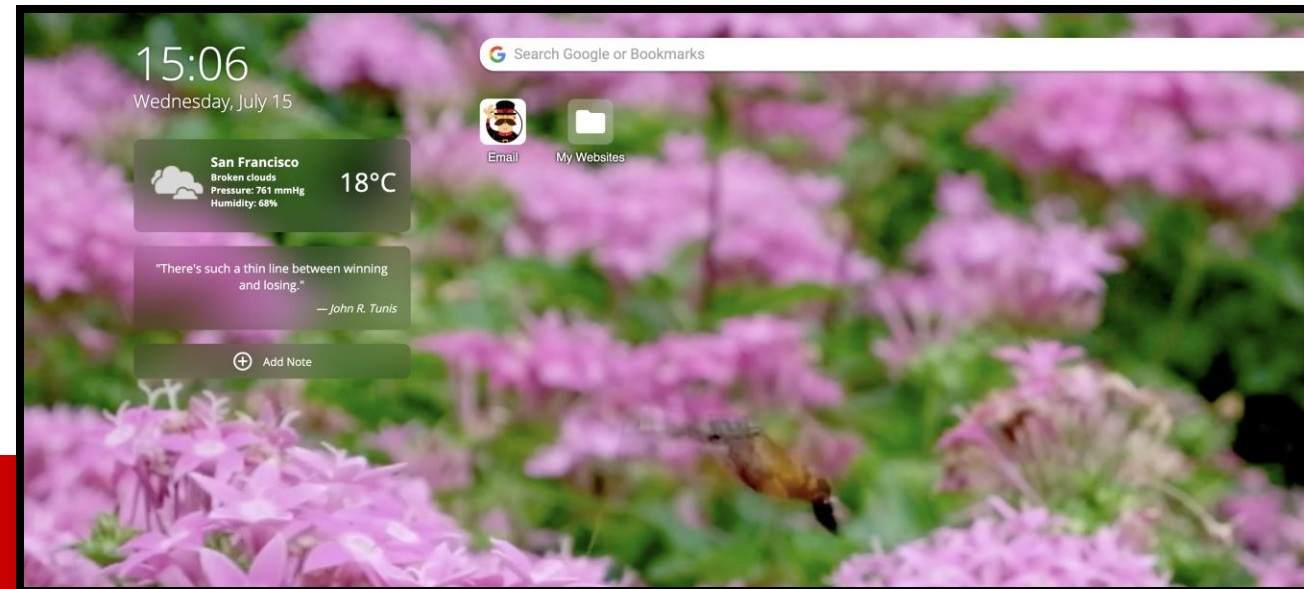 15:06
Wednesday, July 15
San Francisco
Broken clouds
Pressure: 761 mmHg
Humidity: 68%
18°C
"There's such a thin line between winning
and losing."
— John R. Tunis
Add Note
Search Google or Bookmarks
Email
My Websites